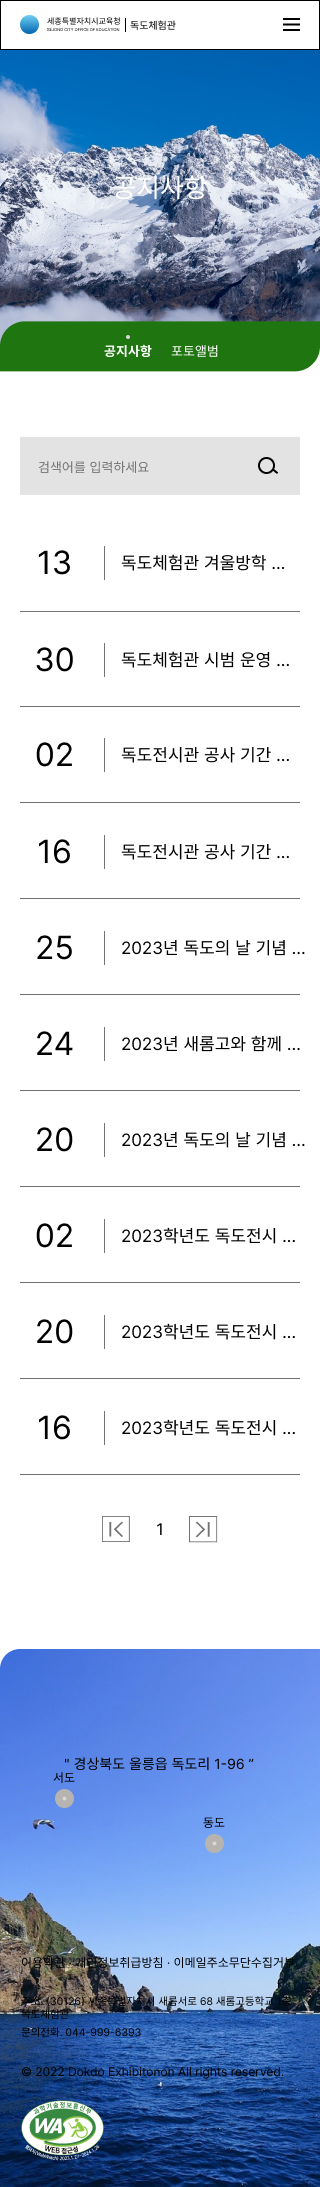 세종특별자치시교육청
SEJONG CITY OFFICE OF EDUCATION
독도체험관
공지사항
공지사항 포토앨범
검색어를 입력하세요
13 독도체험관 겨울방학 ...
30 독도체험관 시범 운영 ...
02 독도전시관 공사 기간 ...
16 독도전시관 공사 기간 ...
25 2023년 독도의 날 기념 ...
24 2023년 새롬고와 함께 ...
20 2023년 독도의 날 기념 ...
02 2023학년도 독도전시 ...
20 2023학년도 독도전시 ...
16 2023학년도 독도전시 ...
1
" 경상북도 울릉읍 독도리 1-96 ”
서도
동도
이용약관 · 개인정보취급방침 · 이메일주소무단수집거부
(30126) 세종특별자치시 새롬서로 68 새롬고등학교
독도체험관
문의전화. 044-999-6393
© 2022 Dokdo Exhibitonob All rights reserved.
과학기술정보통신부
WA
WEB 접근성